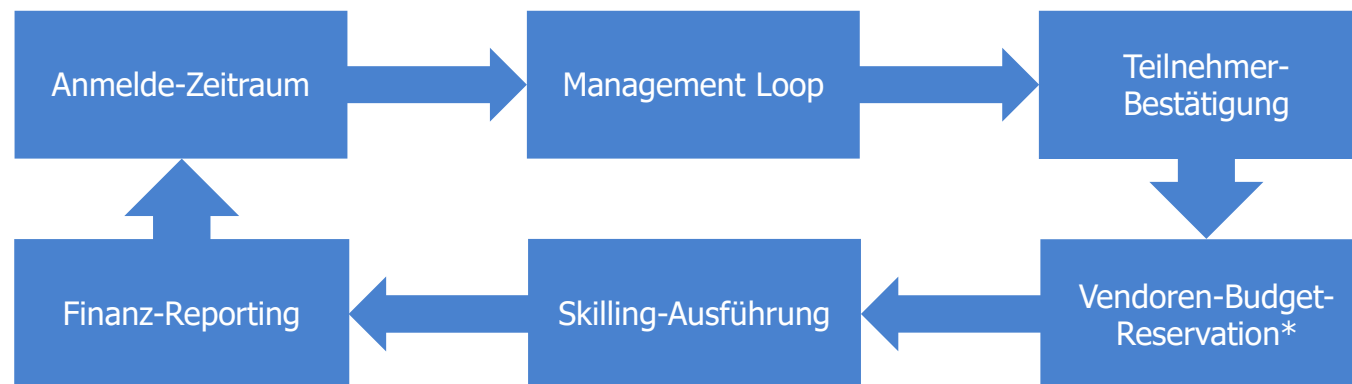 Anmelde-Zeitraum
Management Loop
Teilnehmer-
Bestätigung
Vendoren-Budget-
Reservation*
Skilling-Ausführung
Finanz-Reporting